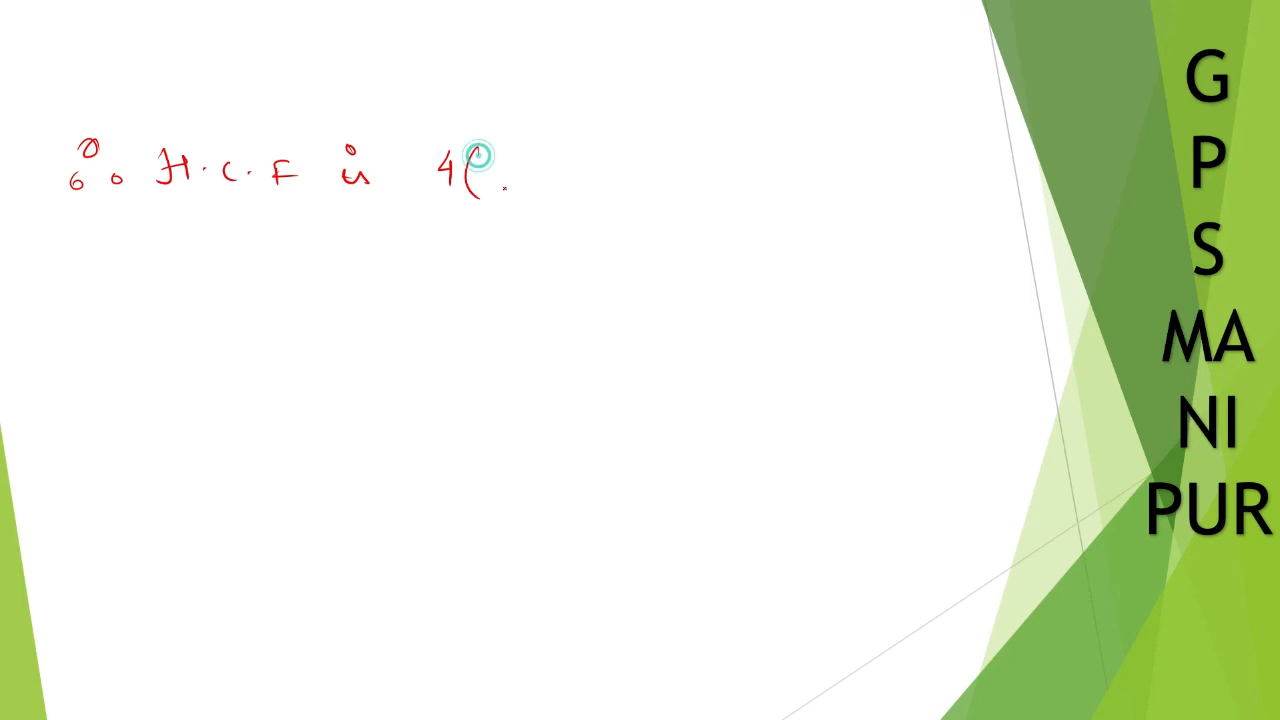 ∴ H.C.F is 4(
G
P
S
MA
NI
PUR